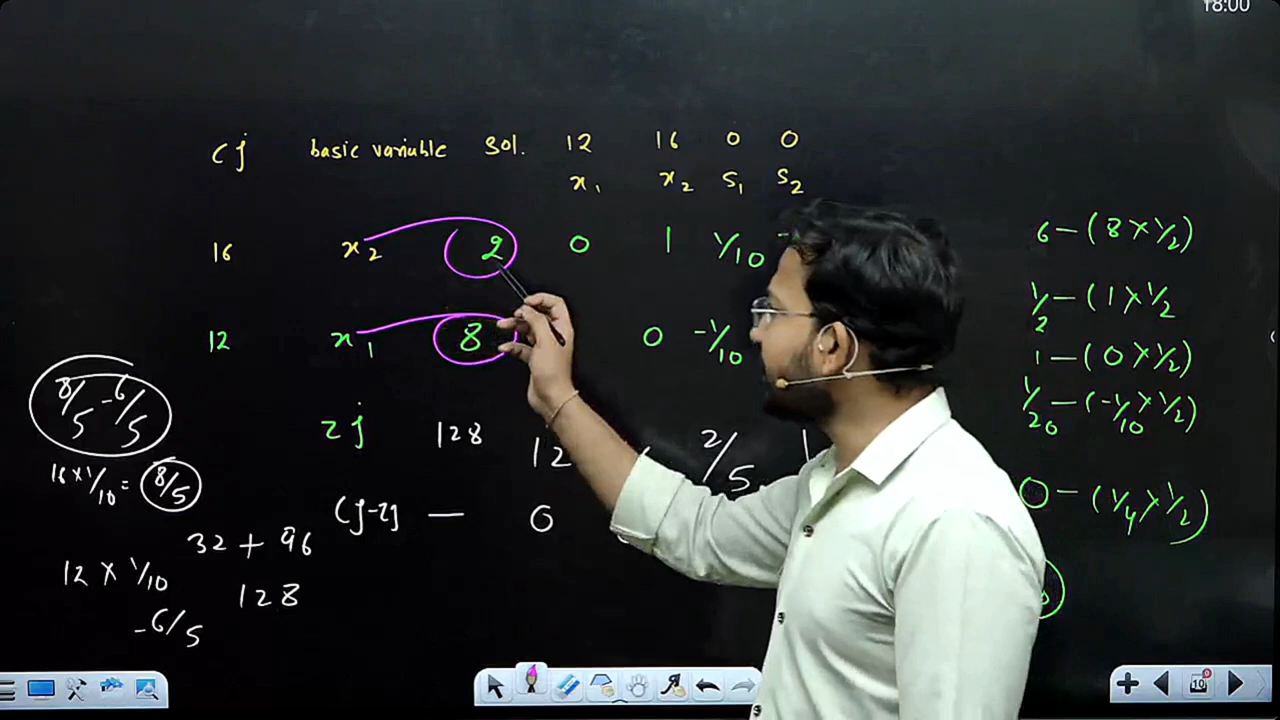 18:00
Cj basic variable Sol. 12 16 0 0
x₁ x₂ S₁ S₂
16 x₂ 2 0 1 1/10
12 x₁ 8 0 -1/10
zj 128 12 2/5
Cj-zj — 0
8/5 -6/5
16×1/10 = 8/5
32 + 96
128
12 × 1/10
-6/5
6-(8×1/2)
1/2-(1×1/2
1-(0×1/2)
1/20-(-1/10×1/2)
0-(1/4×1/2)
10